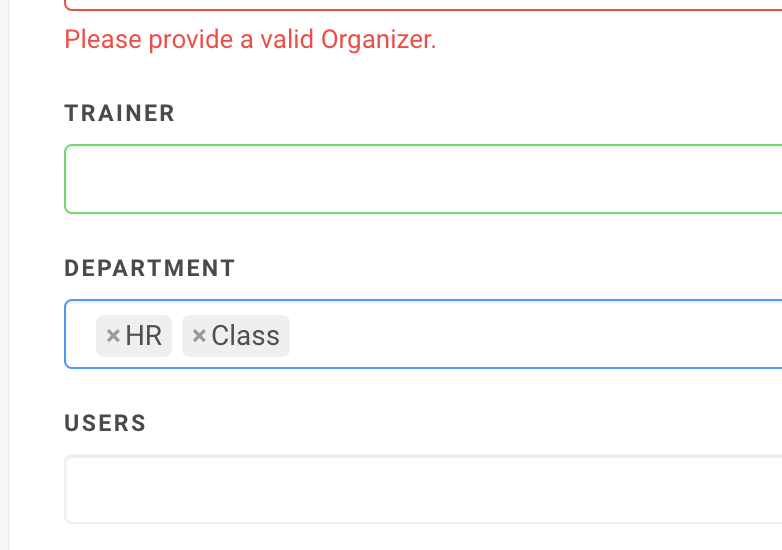 Please provide a valid Organizer.
TRAINER
DEPARTMENT
×HR ×Class
USERS